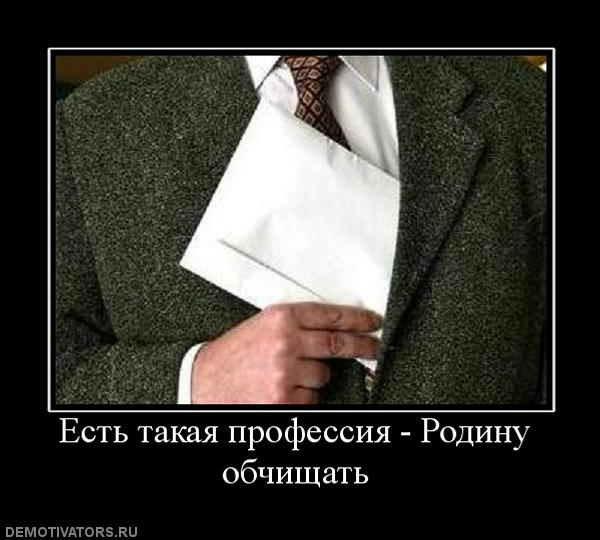 Есть такая профессия - Родину
обчищать
DEMOTIVATORS.RU